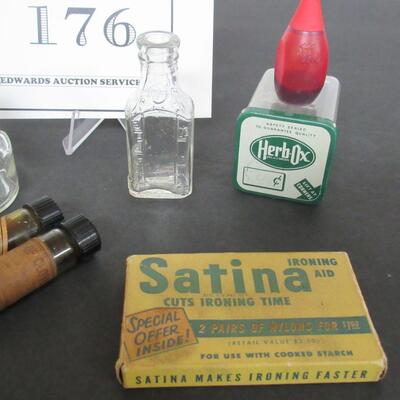 176
EDWARDS AUCTION SERVICE
SAFETY SEALED
TO GUARANTEE QUALITY
Herb-Ox
¢
Satina
IRONING
AID
CUTS IRONING TIME
SPECIAL
OFFER
INSIDE!
2 PAIRS OF NYLONS FOR $1.00
(RETAIL VALUE $2.50)
FOR USE WITH COOKED STARCH
SATINA MAKES IRONING FASTER